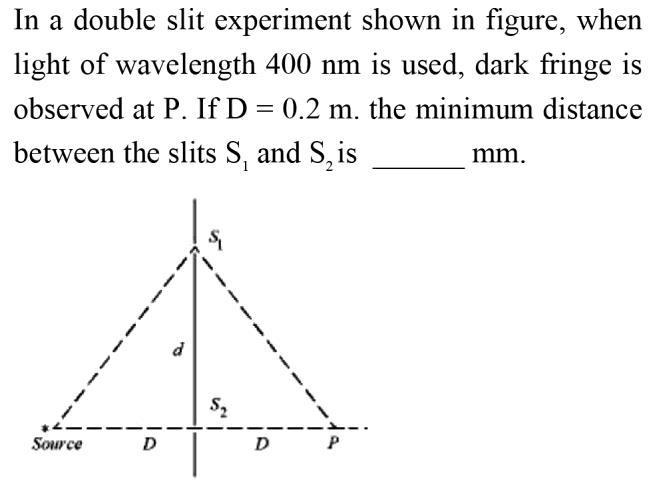 In a double slit experiment shown in figure, when
light of wavelength 400 nm is used, dark fringe is
observed at P. If D = 0.2 m. the minimum distance
between the slits S₁ and S₂ is ______ mm.
S₁
d
S₂
Source D D P